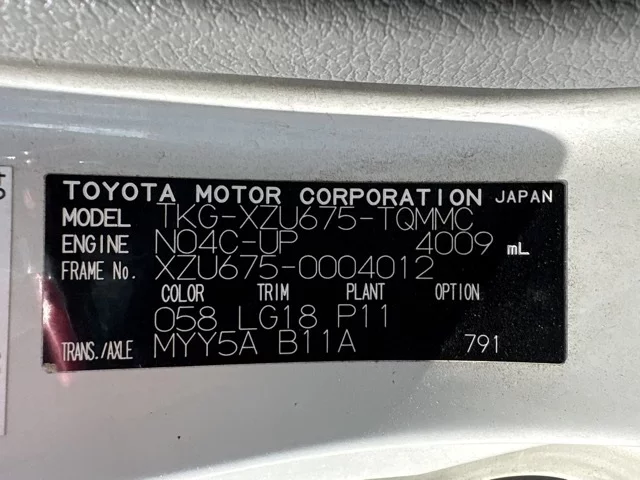 TOYOTA MOTOR CORPORATION JAPAN
MODEL TKG-XZU675-TQMMC
ENGINE N04C-UP 4009 mL
FRAME No. XZU675-0004012
COLOR TRIM PLANT OPTION
058 LG18 P11
TRANS./AXLE MYY5A B11A 791